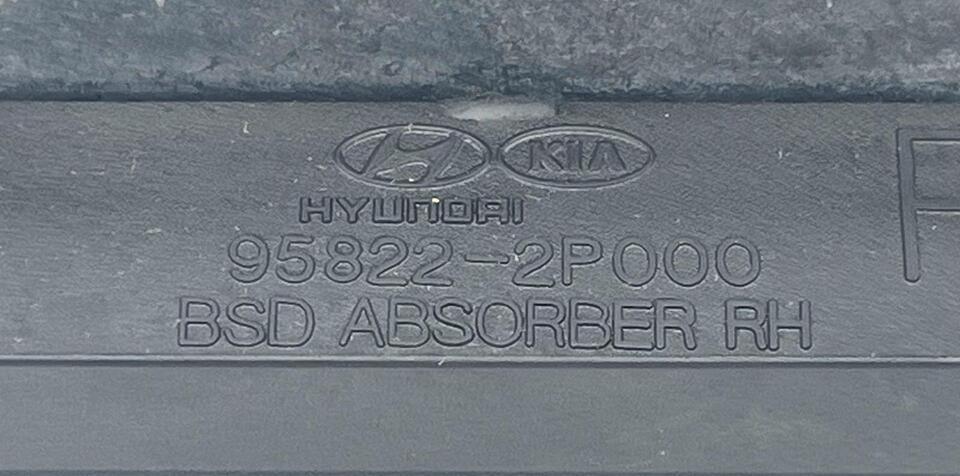 KIA
HYUNDAI
95822-2P000
BSD ABSORBER RH